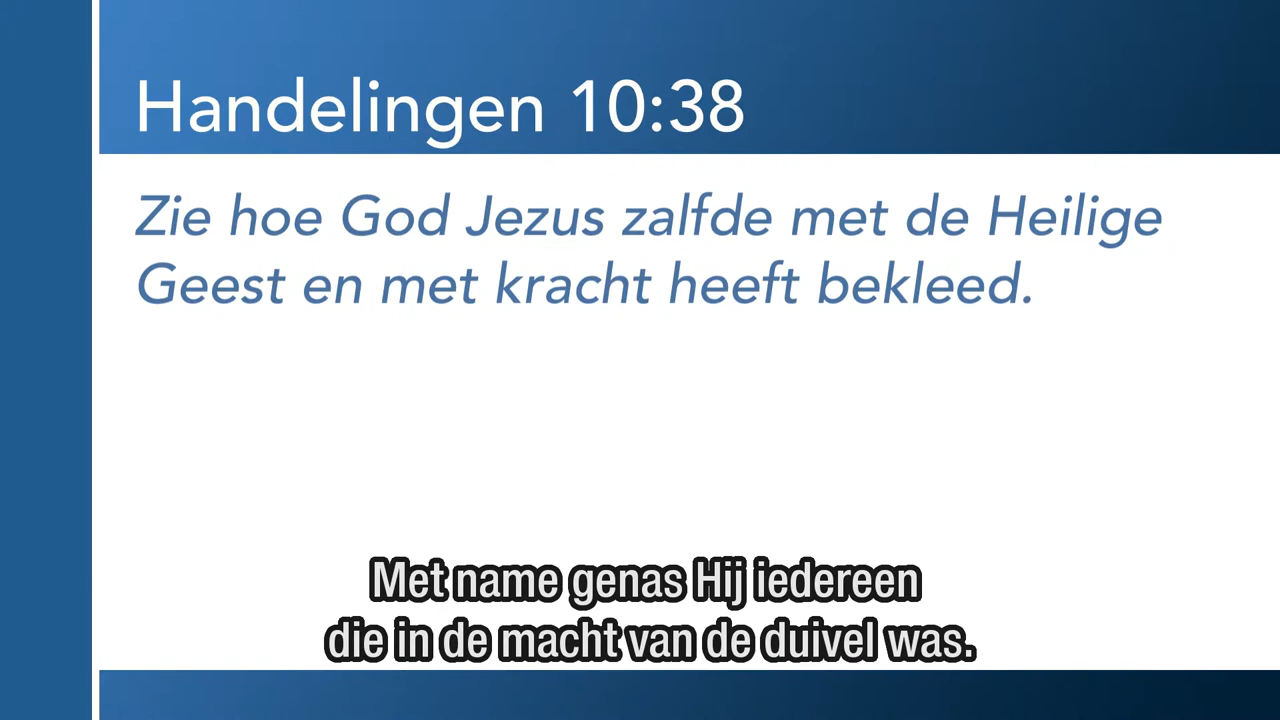 Handelingen 10:38
Zie hoe God Jezus zalfde met de Heilige
Geest en met kracht heeft bekleed.
Met name genas Hij iedereen
die in de macht van de duivel was.